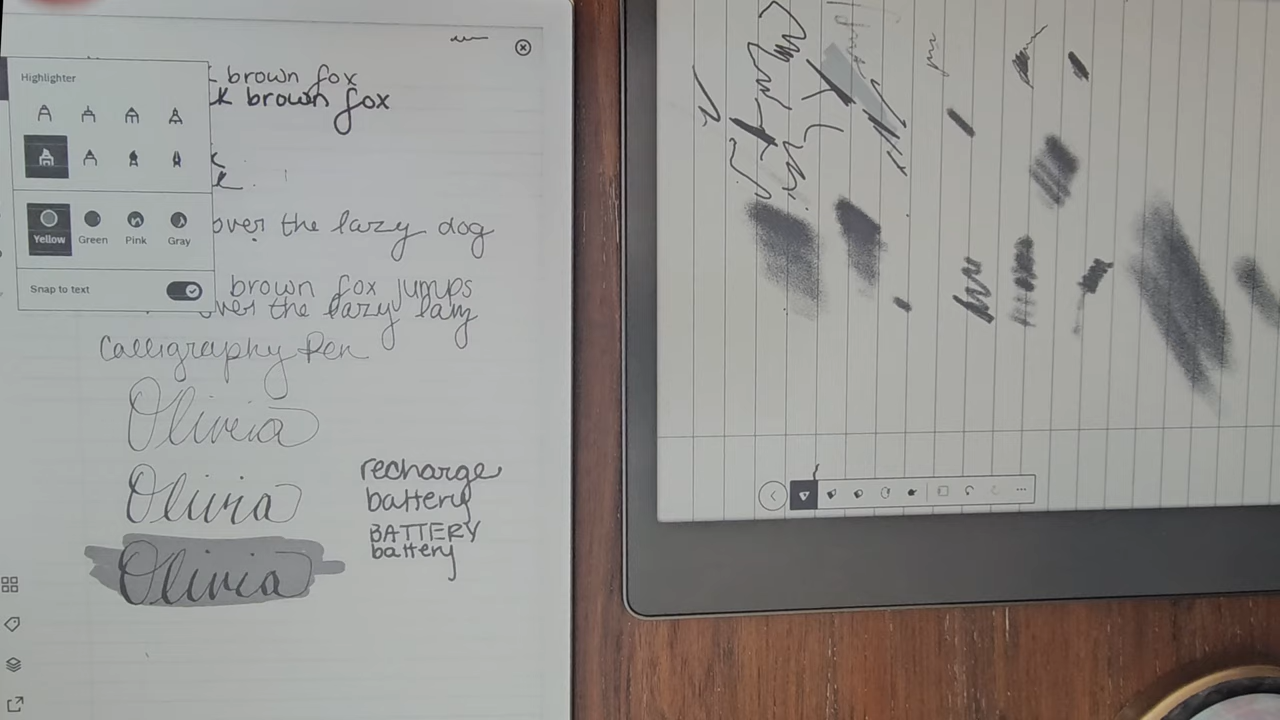 Highlighter
brown fox
brown fox
Yellow
Green
Pink
Gray
over the lazy dog
Snap to text
brown fox jumps
over the lazy lazy
Calligraphy Pen
Olivia
Olivia
Olivia
recharge
battery
BATTERY
battery